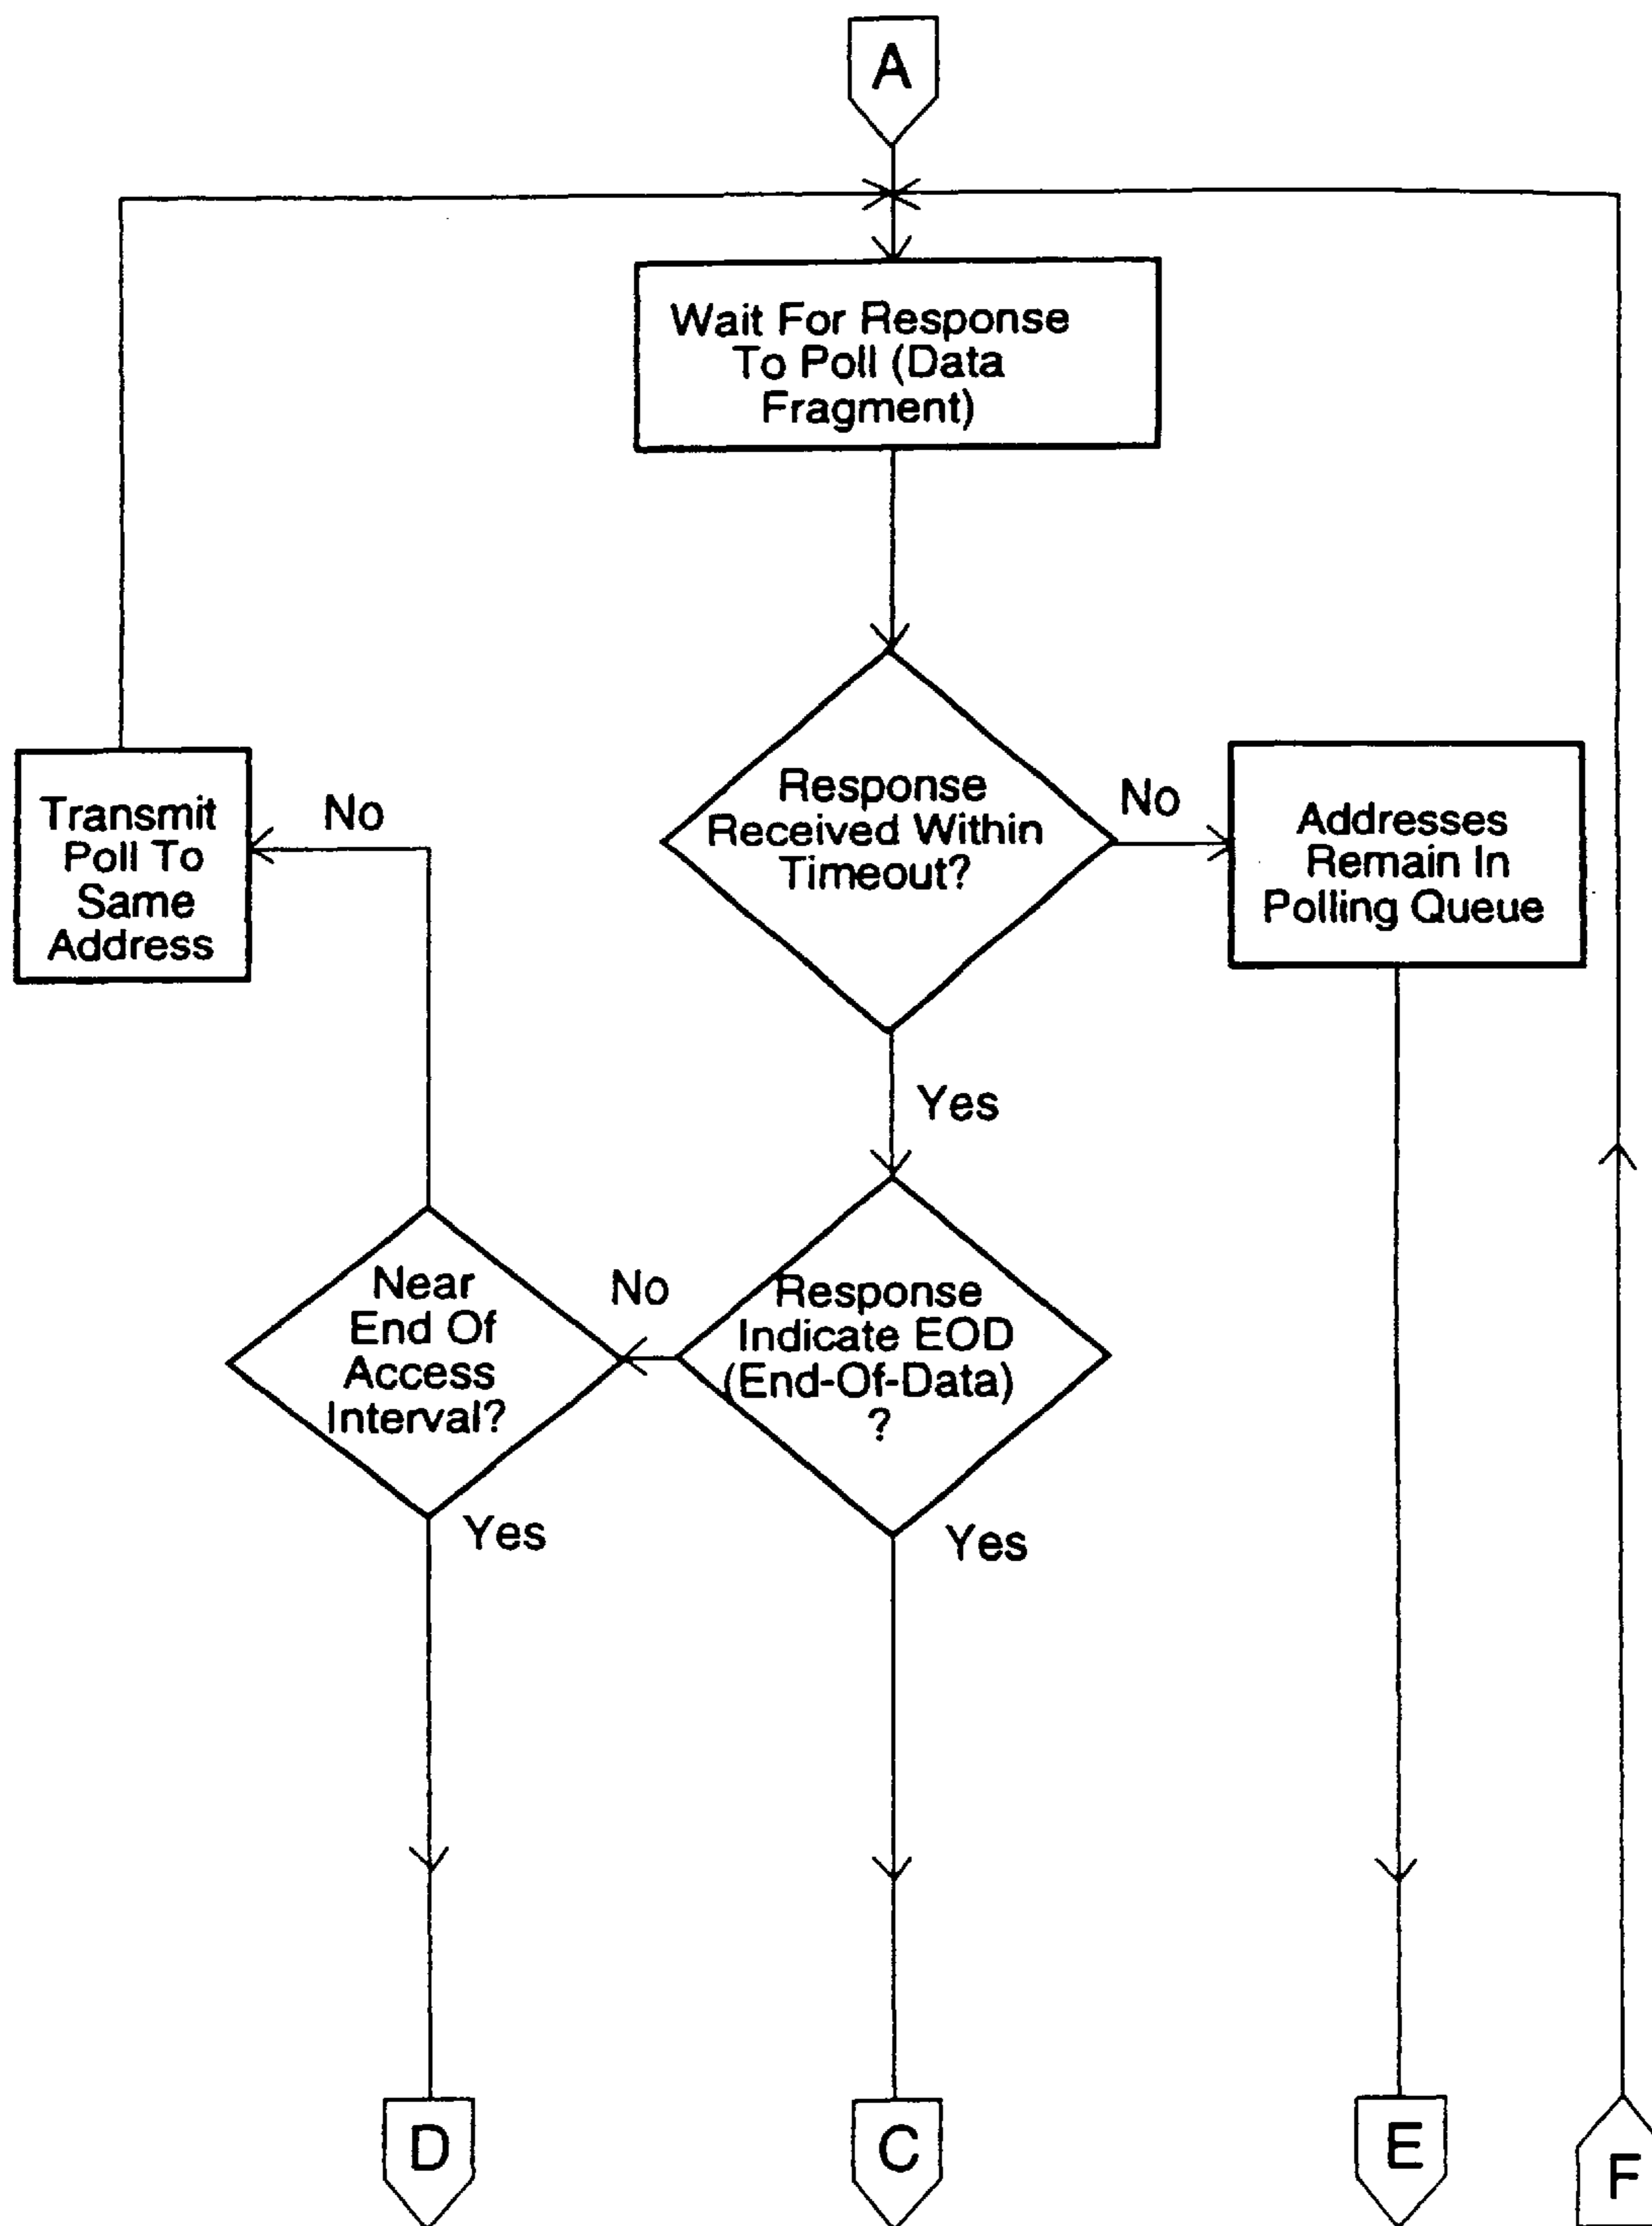 A
Wait For Response
To Poll (Data
Fragment)
Response
Received Within
Timeout?
No
Addresses
Remain In
Polling Queue
No
Transmit
Poll To
Same
Address
Yes
Response
Indicate EOD
(End-Of-Data)
?
No
Near
End Of
Access
Interval?
Yes
Yes
D
C
E
F